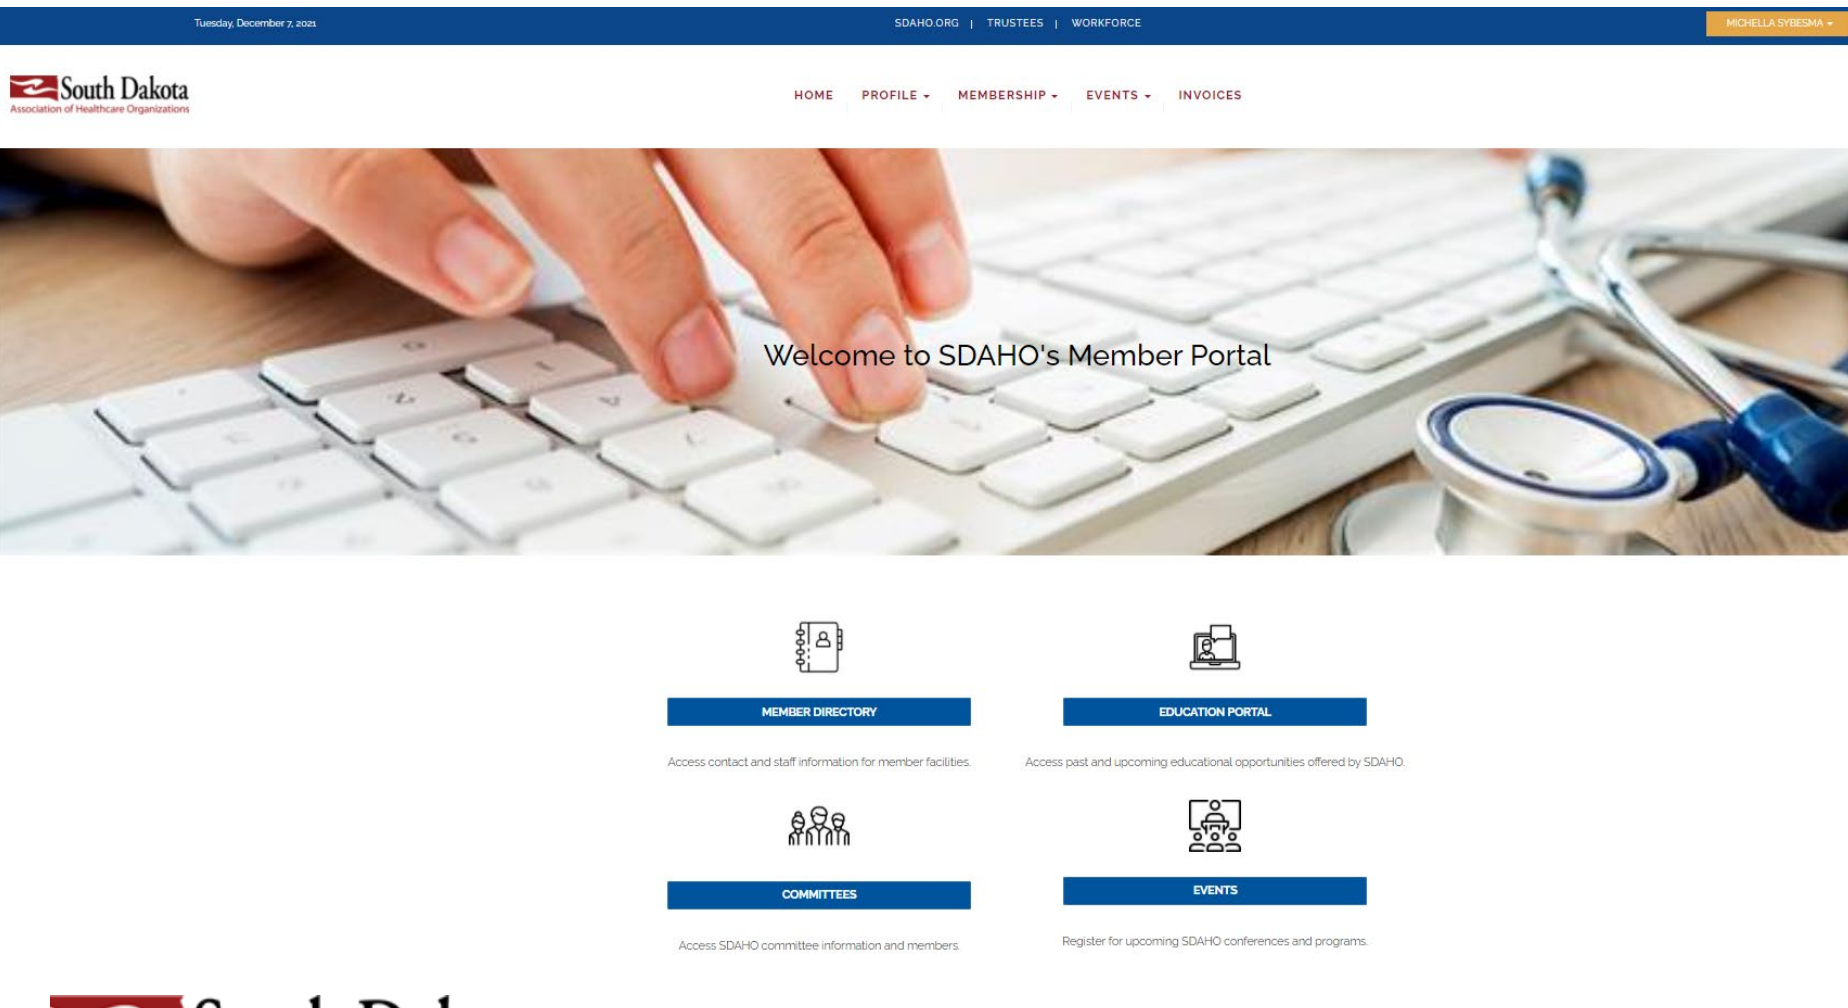 Tuesday, December 7, 2021
SDAHO.ORG | TRUSTEES | WORKFORCE
MICHELLA SYBESMA
South Dakota
Association of Healthcare Organizations
HOME PROFILE MEMBERSHIP EVENTS INVOICES
Welcome to SDAHO's Member Portal
MEMBER DIRECTORY
EDUCATION PORTAL
Access contact and staff information for member facilities.
Access past and upcoming educational opportunities offered by SDAHO.
COMMITTEES
EVENTS
Access SDAHO committee information and members.
Register for upcoming SDAHO conferences and programs.